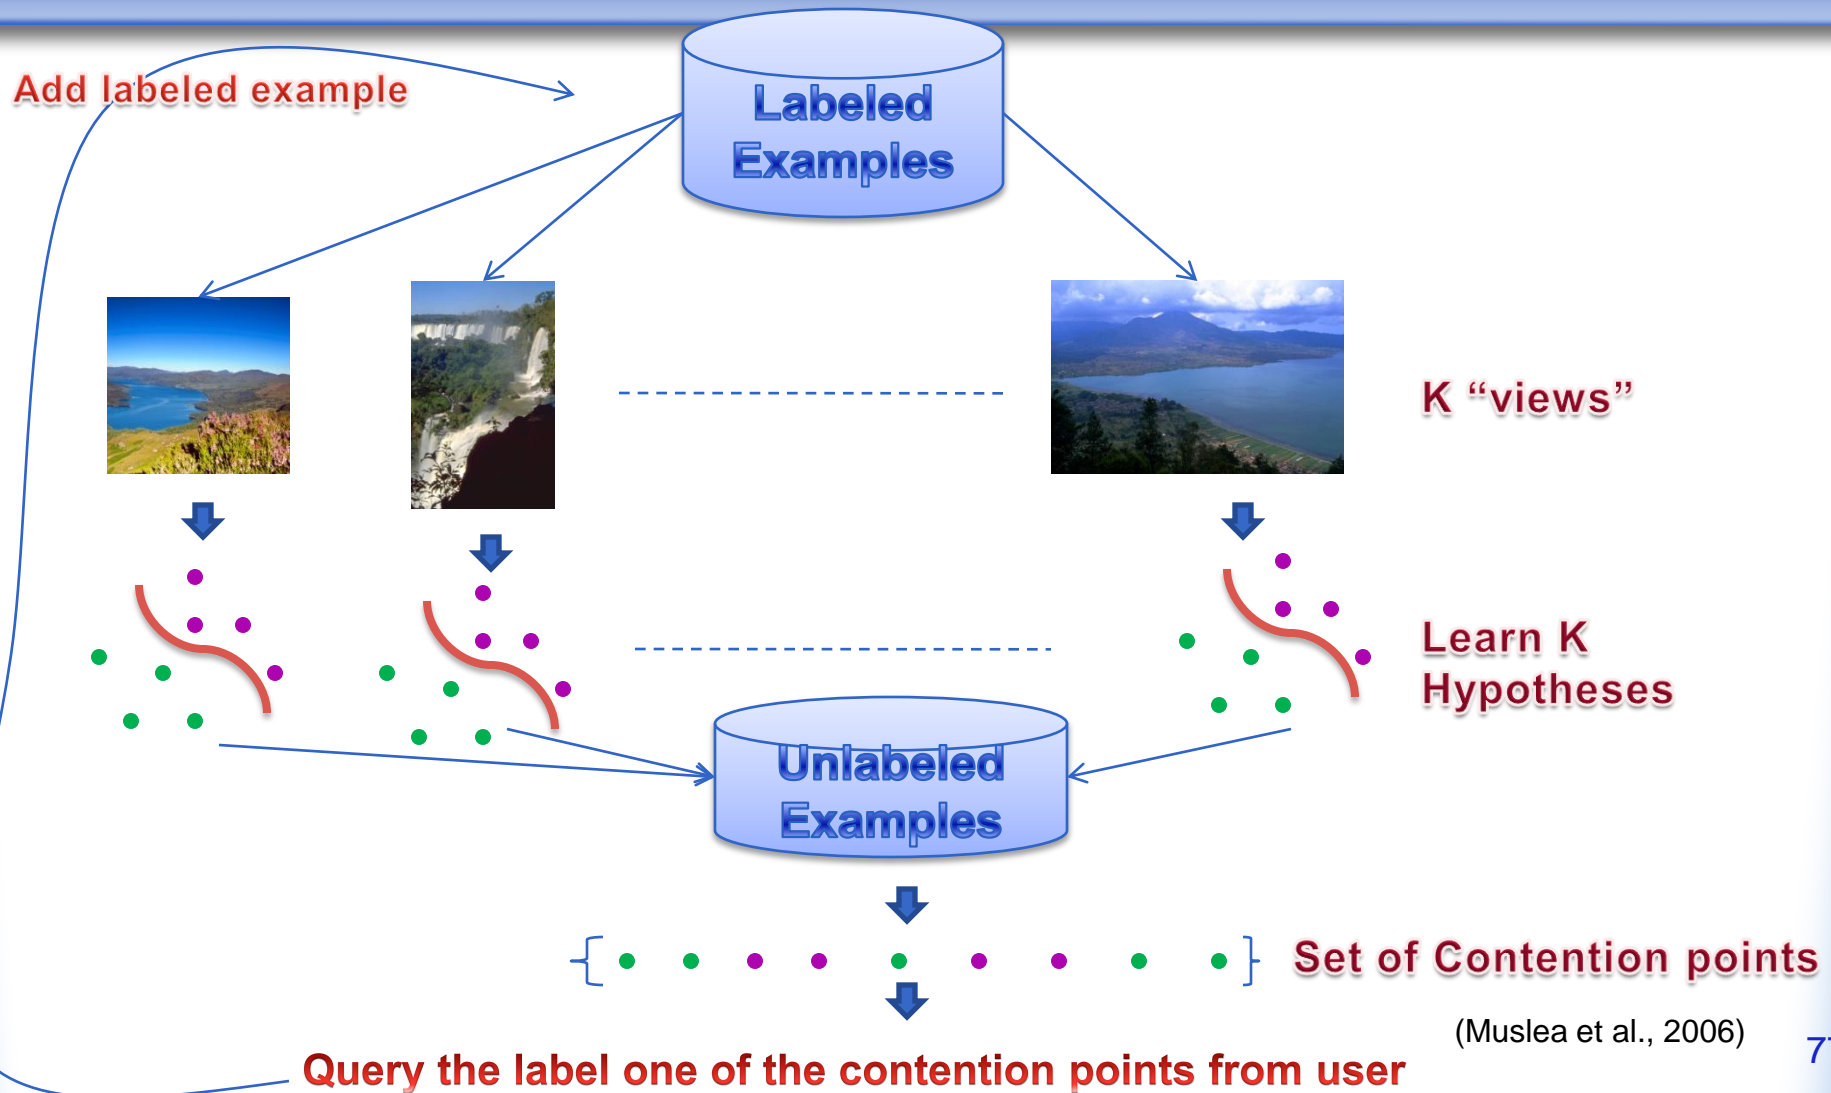 Add labeled example
Labeled
Examples
K “views”
Learn K
Hypotheses
Unlabeled
Examples
Set of Contention points
(Muslea et al., 2006)
Query the label one of the contention points from user